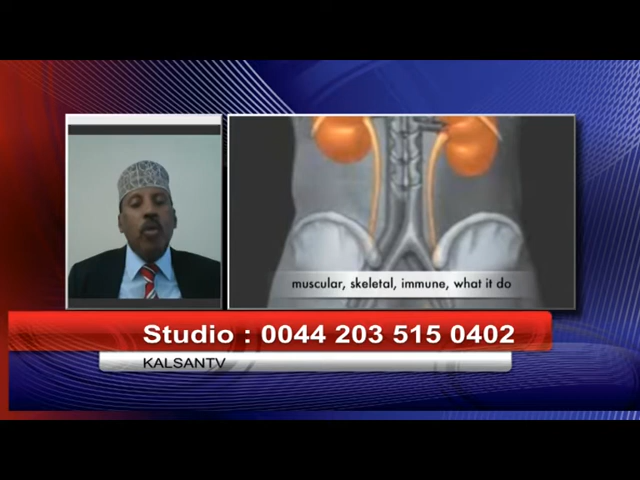 muscular, skeletal, immune, what it do
Studio : 0044 203 515 0402
KALSANTV